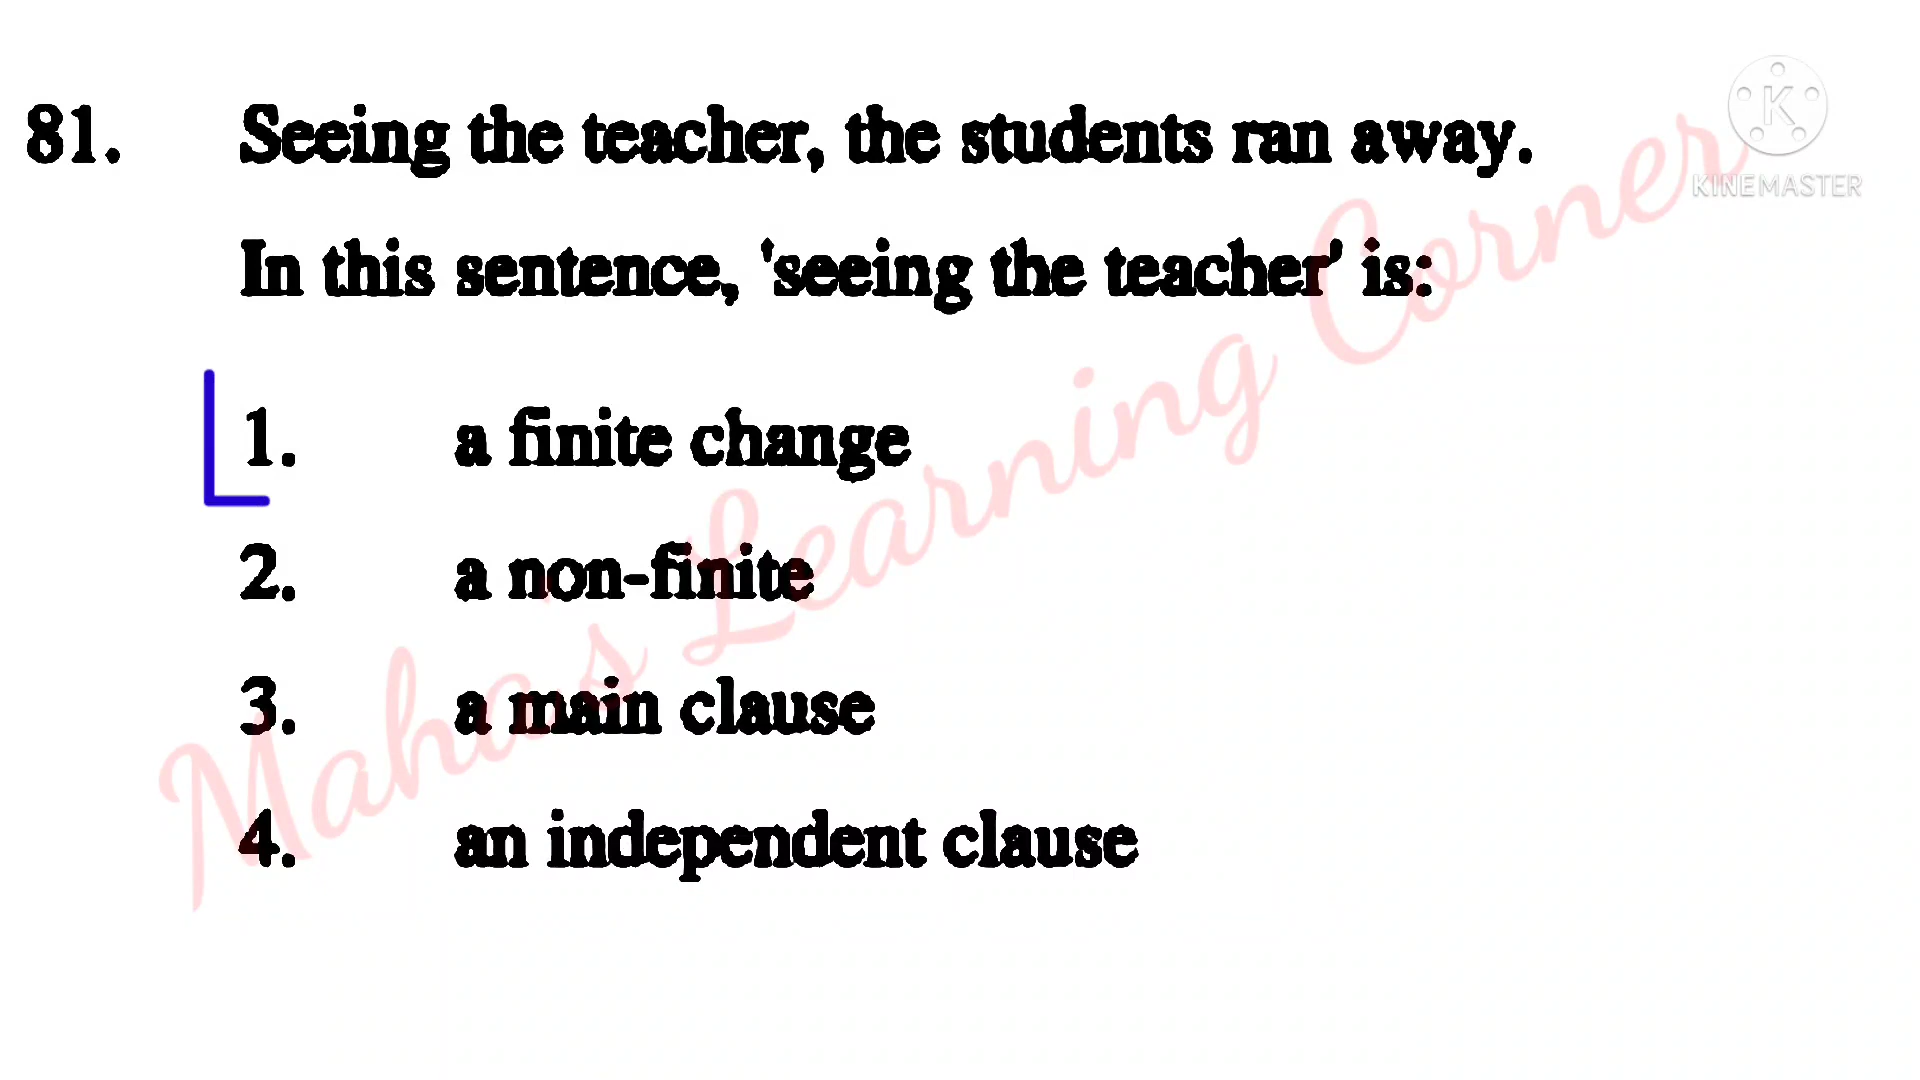 81. Seeing the teacher, the students ran away.
In this sentence, 'seeing the teacher' is:
1. a finite change
2. a non-finite
3. a main clause
4. an independent clause
Maha's Learning Corner
K
KINEMASTER